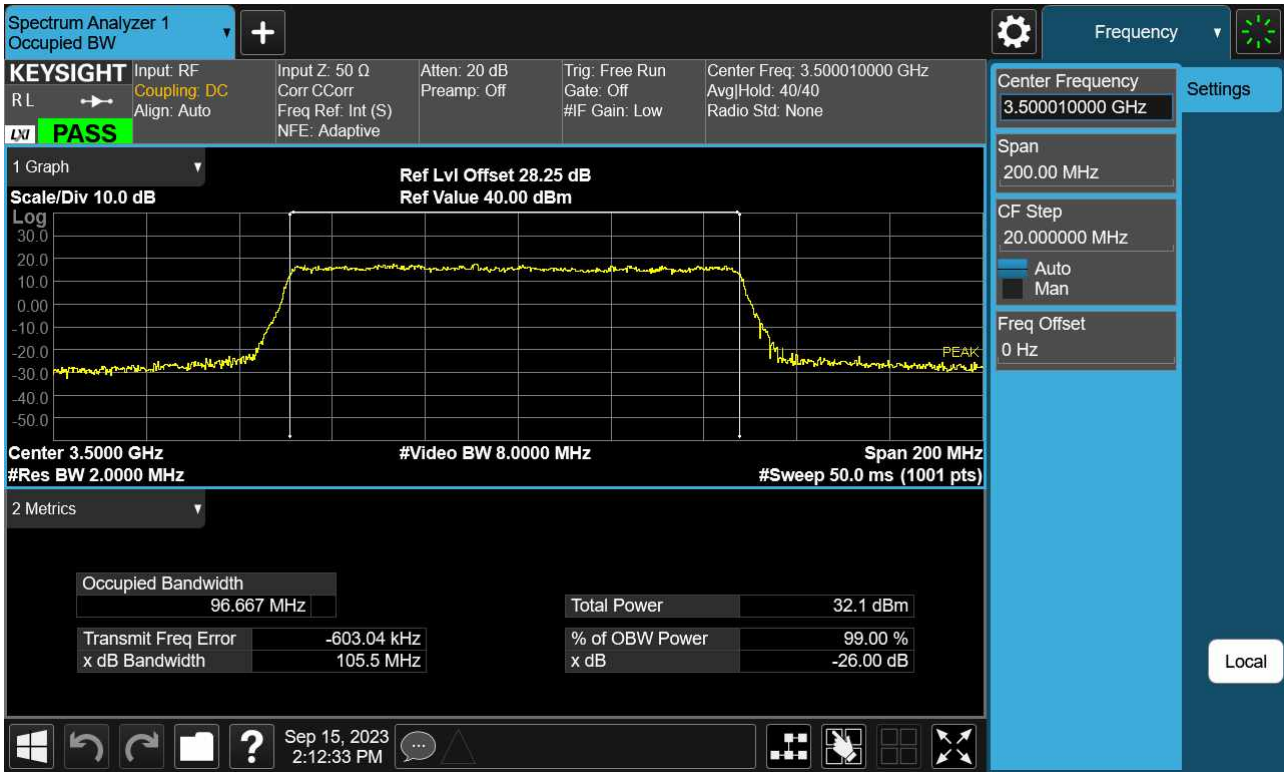 Spectrum Analyzer 1
Occupied BW
+
Frequency
KEYSIGHT
RL
LXI
PASS
Input: RF
Coupling: DC
Align: Auto
Input Z: 50 Ω
Corr CCorr
Freq Ref: Int (S)
NFE: Adaptive
Atten: 20 dB
Preamp: Off
Trig: Free Run
Gate: Off
#IF Gain: Low
Center Freq: 3.500010000 GHz
Avg|Hold: 40/40
Radio Std: None
Center Frequency
3.500010000 GHz
Settings
Span
200.00 MHz
CF Step
20.000000 MHz
Auto
Man
Freq Offset
0 Hz
Local
1 Graph
Scale/Div 10.0 dB
Ref Lvl Offset 28.25 dB
Ref Value 40.00 dBm
Log
30.0
20.0
10.0
0.00
-10.0
-20.0
-30.0
-40.0
-50.0
PEAK
Center 3.5000 GHz
#Video BW 8.0000 MHz
Span 200 MHz
#Res BW 2.0000 MHz
#Sweep 50.0 ms (1001 pts)
2 Metrics
Occupied Bandwidth
96.667 MHz
Total Power 32.1 dBm
Transmit Freq Error -603.04 kHz
% of OBW Power 99.00 %
x dB Bandwidth 105.5 MHz
x dB -26.00 dB
?
Sep 15, 2023
2:12:33 PM